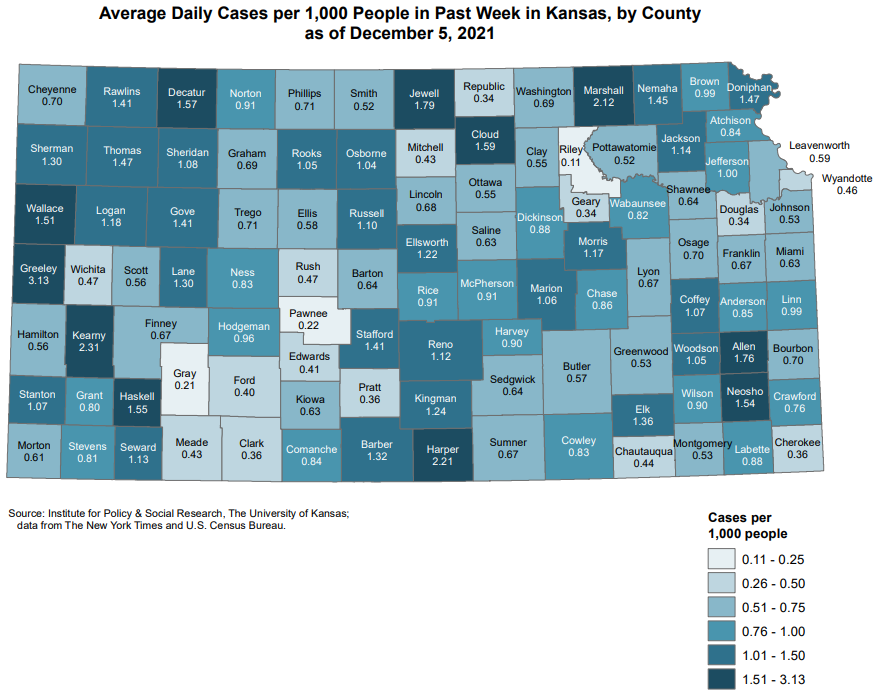 Average Daily Cases per 1,000 People in Past Week in Kansas, by County
as of December 5, 2021
Cheyenne
0.70
Rawlins
1.41
Decatur
1.57
Norton
0.91
Phillips
0.71
Smith
0.52
Jewell
1.79
Republic
0.34
Washington
0.69
Marshall
2.12
Nemaha
1.45
Brown
0.99
Doniphan
1.47
Atchison
0.84
Sherman
1.30
Thomas
1.47
Sheridan
1.08
Graham
0.69
Rooks
1.05
Osborne
1.04
Mitchell
0.43
Cloud
1.59
Clay
0.55
Riley
0.11
Pottawatomie
0.52
Jackson
1.14
Jefferson
1.00
Leavenworth
0.59
Wyandotte
0.46
Wallace
1.51
Logan
1.18
Gove
1.41
Trego
0.71
Ellis
0.58
Russell
1.10
Lincoln
0.68
Ottawa
0.55
Saline
0.63
Dickinson
0.88
Geary
0.34
Wabaunsee
0.82
Shawnee
0.64
Douglas
0.34
Johnson
0.53
Greeley
3.13
Wichita
0.47
Scott
0.56
Lane
1.30
Ness
0.83
Rush
0.47
Barton
0.64
Ellsworth
1.22
Rice
0.91
McPherson
0.91
Marion
1.06
Morris
1.17
Chase
0.86
Lyon
0.67
Osage
0.70
Franklin
0.67
Miami
0.63
Coffey
1.07
Anderson
0.85
Linn
0.99
Hamilton
0.56
Kearny
2.31
Finney
0.67
Hodgeman
0.96
Pawnee
0.22
Stafford
1.41
Edwards
0.41
Reno
1.12
Harvey
0.90
Sedgwick
0.64
Butler
0.57
Greenwood
0.53
Woodson
1.05
Allen
1.76
Bourbon
0.70
Gray
0.21
Ford
0.40
Kiowa
0.63
Pratt
0.36
Kingman
1.24
Stanton
1.07
Grant
0.80
Haskell
1.55
Elk
1.36
Wilson
0.90
Neosho
1.54
Crawford
0.76
Morton
0.61
Stevens
0.81
Seward
1.13
Meade
0.43
Clark
0.36
Comanche
0.84
Barber
1.32
Harper
2.21
Sumner
0.67
Cowley
0.83
Chautauqua
0.44
Montgomery
0.53
Labette
0.88
Cherokee
0.36
Source: Institute for Policy & Social Research, The University of Kansas;
data from The New York Times and U.S. Census Bureau.
Cases per
1,000 people
0.11 - 0.25
0.26 - 0.50
0.51 - 0.75
0.76 - 1.00
1.01 - 1.50
1.51 - 3.13